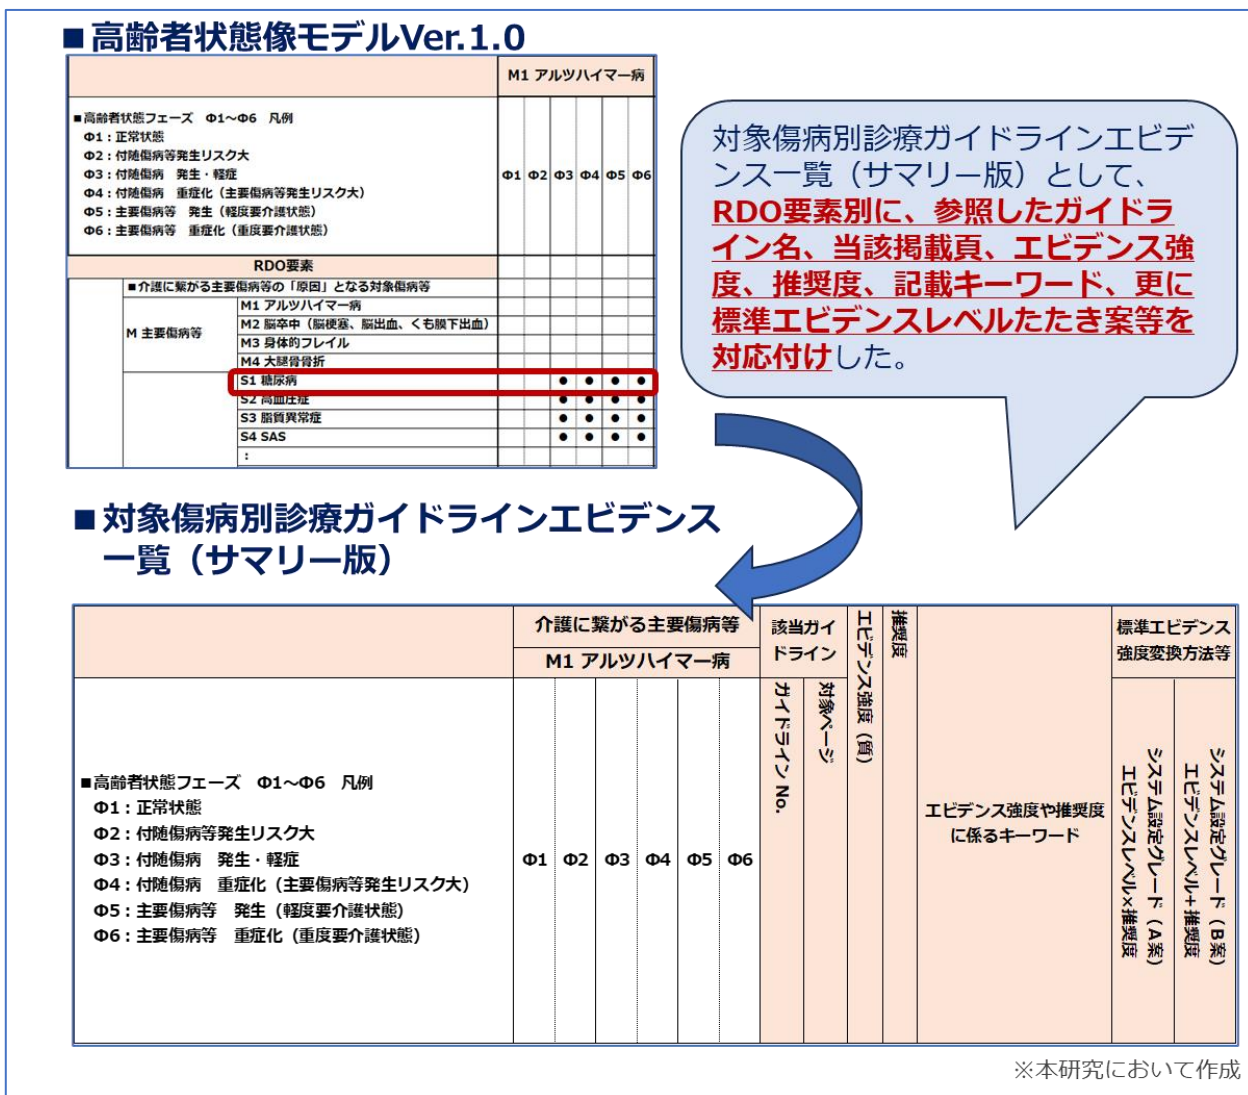 ■高齢者状態像モデルVer.1.0
M1 アルツハイマー病
■高齢者状態フェーズ Φ1～Φ6 凡例
Φ1：正常状態
Φ2：付随傷病等発生リスク大
Φ3：付随傷病 発生・軽症
Φ4：付随傷病 重症化（主要傷病等発生リスク大）
Φ5：主要傷病等 発生（軽度要介護状態）
Φ6：主要傷病等 重症化（重度要介護状態）
Φ1 Φ2 Φ3 Φ4 Φ5 Φ6
RDO要素
■介護に繋がる主要傷病等の「原因」となる対象傷病等
M 主要傷病等
M1 アルツハイマー病
M2 脳卒中（脳梗塞、脳出血、くも膜下出血）
M3 身体的フレイル
M4 大腿骨骨折
S1 糖尿病 ● ● ● ●
S2 高血圧症 ● ● ● ●
S3 脂質異常症 ● ● ● ●
S4 SAS ● ● ● ●
：
対象傷病別診療ガイドラインエビデ
ンス一覧（サマリー版）として、
RDO要素別に、参照したガイドラ
イン名、当該掲載頁、エビデンス強
度、推奨度、記載キーワード、更に
標準エビデンスレベルたたき案等を
対応付けした。
■対象傷病別診療ガイドラインエビデンス
一覧（サマリー版）
介護に繋がる主要傷病等
M1 アルツハイマー病
該当ガイ
ドライン
ガイドライン No.
対象ページ
エビデンス強度（質）
推奨度
エビデンス強度や推奨度
に係るキーワード
標準エビデンス
強度変換方法等
システム設定グレード（A案）
エビデンスレベル×推奨度
システム設定グレード（B案）
エビデンスレベル＋推奨度
■高齢者状態フェーズ Φ1～Φ6 凡例
Φ1：正常状態
Φ2：付随傷病等発生リスク大
Φ3：付随傷病 発生・軽症
Φ4：付随傷病 重症化（主要傷病等発生リスク大）
Φ5：主要傷病等 発生（軽度要介護状態）
Φ6：主要傷病等 重症化（重度要介護状態）
Φ1 Φ2 Φ3 Φ4 Φ5 Φ6
※本研究において作成